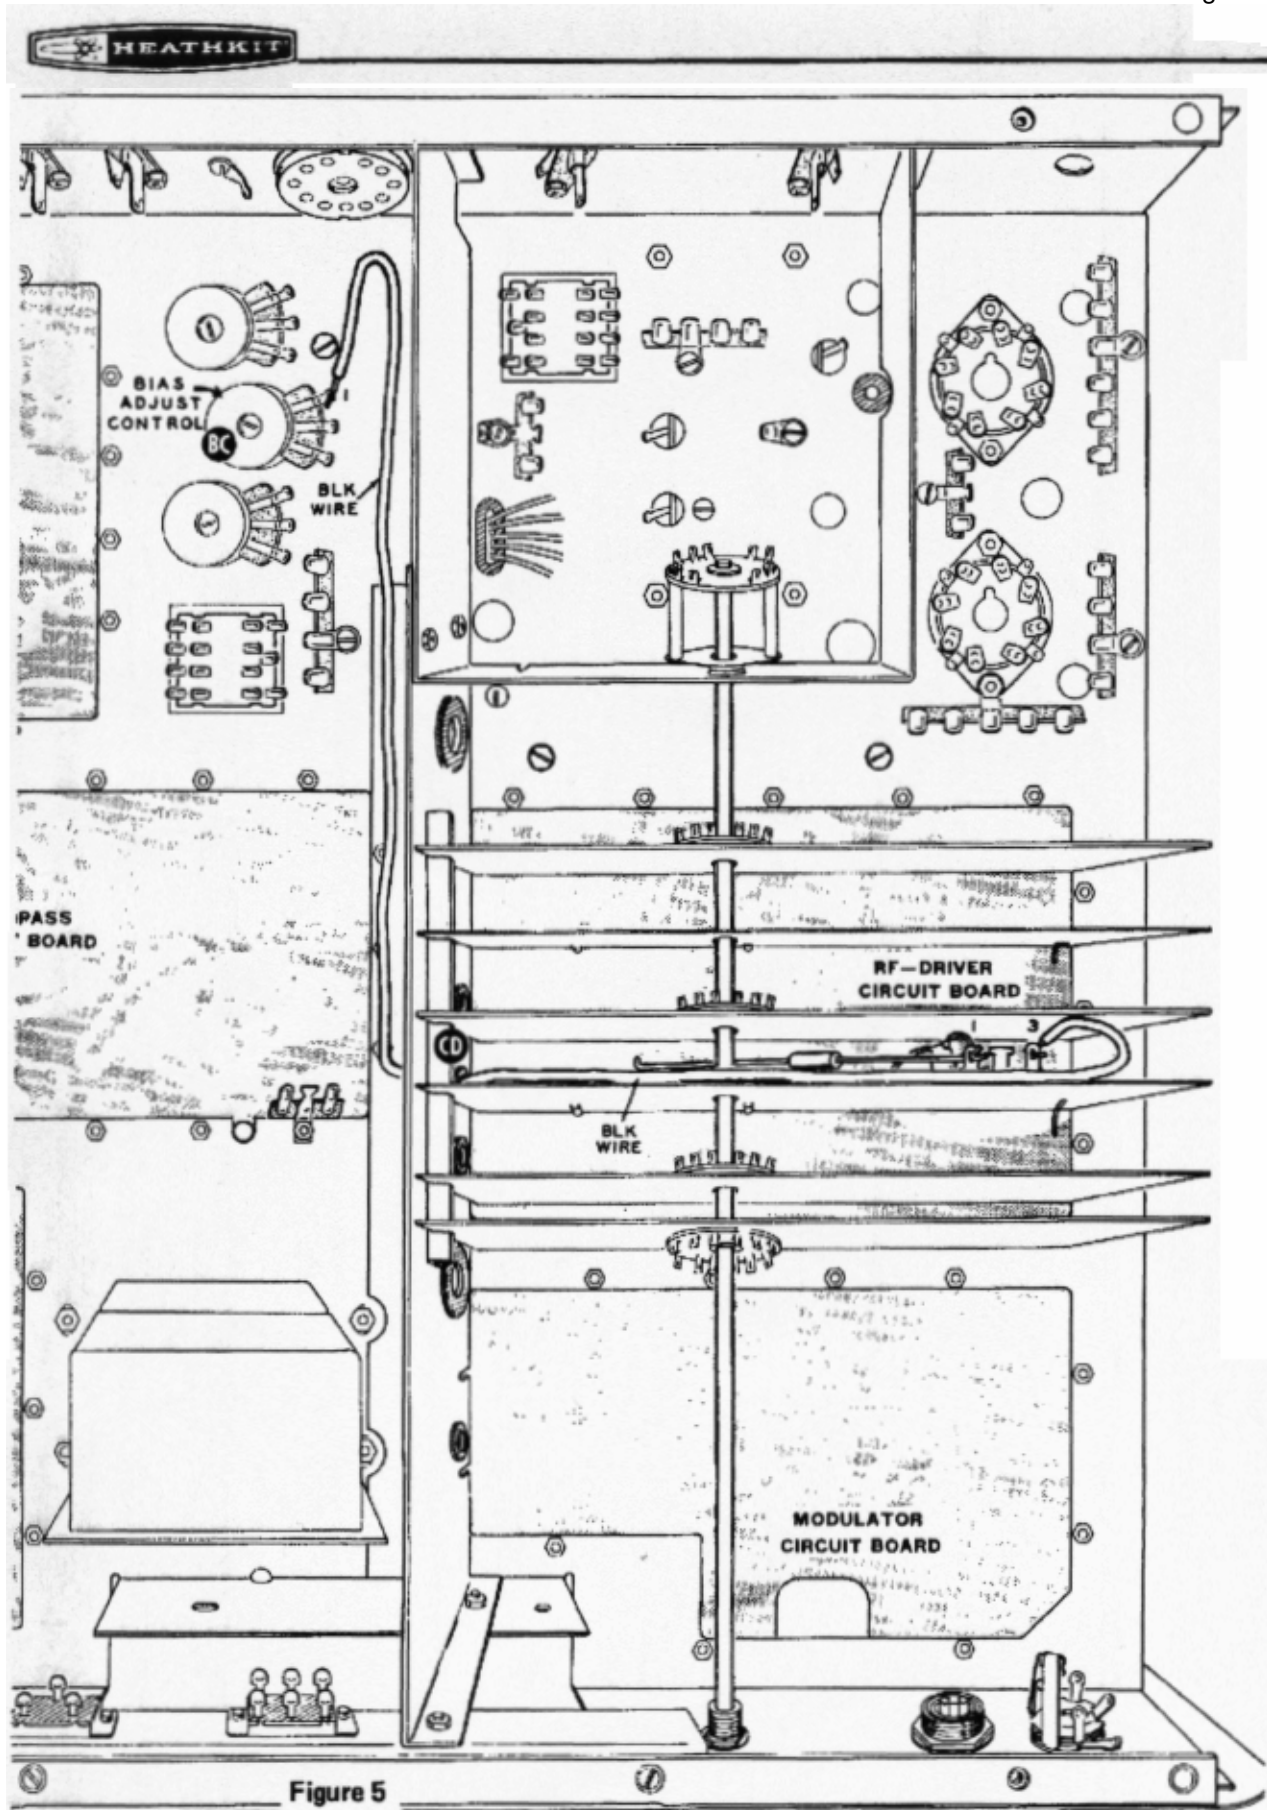 HEATHKIT
BIAS
ADJUST
CONTROL
BC
1
BLK
WIRE
PASS
BOARD
RF-DRIVER
CIRCUIT BOARD
1 3
CD
BLK
WIRE
MODULATOR
CIRCUIT BOARD
Figure 5